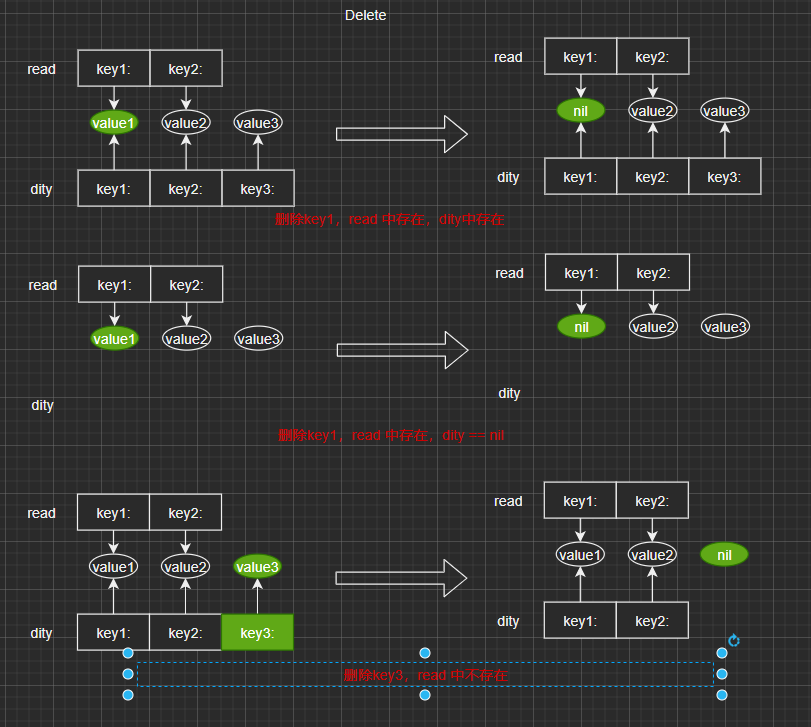 Delete
read key1: key2:
value1 value2 value3
dity key1: key2: key3:
read key1: key2:
nil value2 value3
dity key1: key2: key3:
删除key1，read 中存在，dity中存在
read key1: key2:
value1 value2 value3
dity
read key1: key2:
nil value2 value3
dity
删除key1，read 中存在，dity == nil
read key1: key2:
value1 value2 value3
dity key1: key2: key3:
read key1: key2:
value1 value2 nil
dity key1: key2:
删除key3，read 中不存在